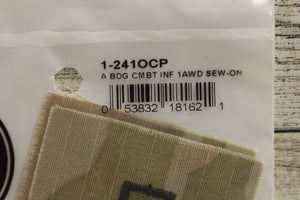 1-241OCP
A BDG CMBT INF 1AWD SEW-ON
0 53832 18162 1